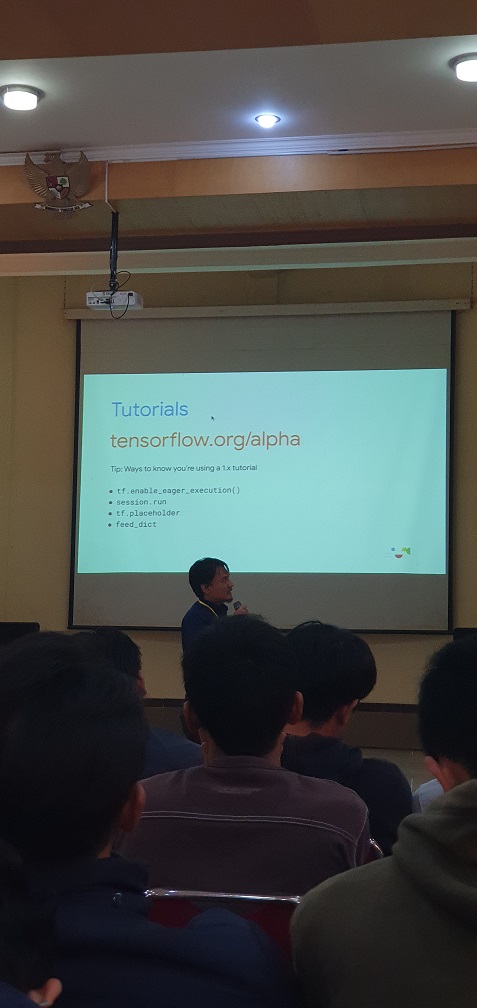 Tutorials
tensorflow.org/alpha
Tip: Ways to know you're using a 1.x tutorial
• tf.enable_eager_execution()
• session.run
• tf.placeholder
• feed_dict